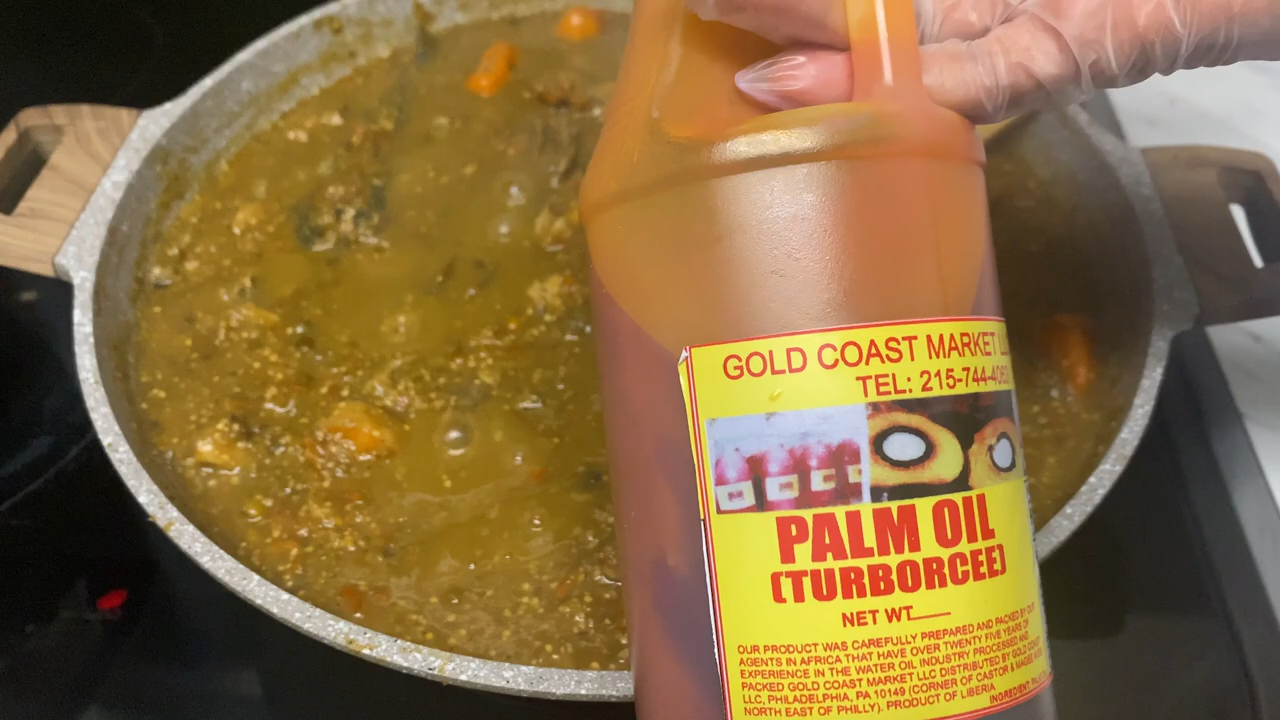 GOLD COAST MARKET
TEL: 215-744-4
PALM OIL
(TURBORCEE)
NET WT
OUR PRODUCT WAS CAREFULLY PREPARED AND PACKED BY OUR
AGENTS IN AFRICA THAT HAVE OVER TWENTY FIVE YEARS OF
EXPERIENCE IN THE WATER OIL INDUSTRY PROCESSED AND
PACKED GOLD COAST MARKET LLC DISTRIBUTED BY GOLD COAST
LLC, PHILADELPHIA, PA 10149 (CORNER OF CASTOR & MAGEE
NORTH EAST OF PHILLY). PRODUCT OF LIBERIA
INGREDIENT: